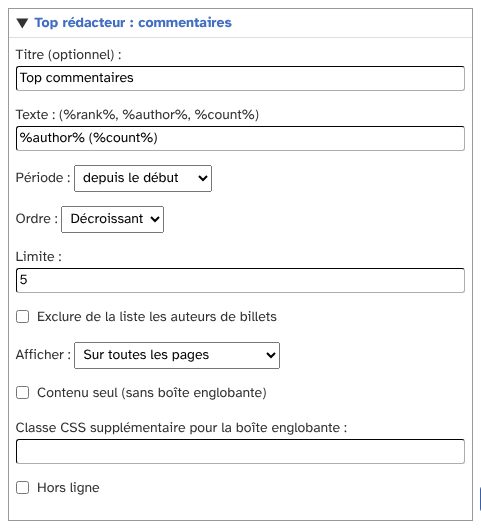 Top rédacteur : commentaires
Titre (optionnel) :
Top commentaires
Texte : (%rank%, %author%, %count%)
%author% (%count%)
Période : depuis le début
Ordre : Décroissant
Limite :
5
Exclure de la liste les auteurs de billets
Afficher : Sur toutes les pages
Contenu seul (sans boîte englobante)
Classe CSS supplémentaire pour la boîte englobante :
Hors ligne